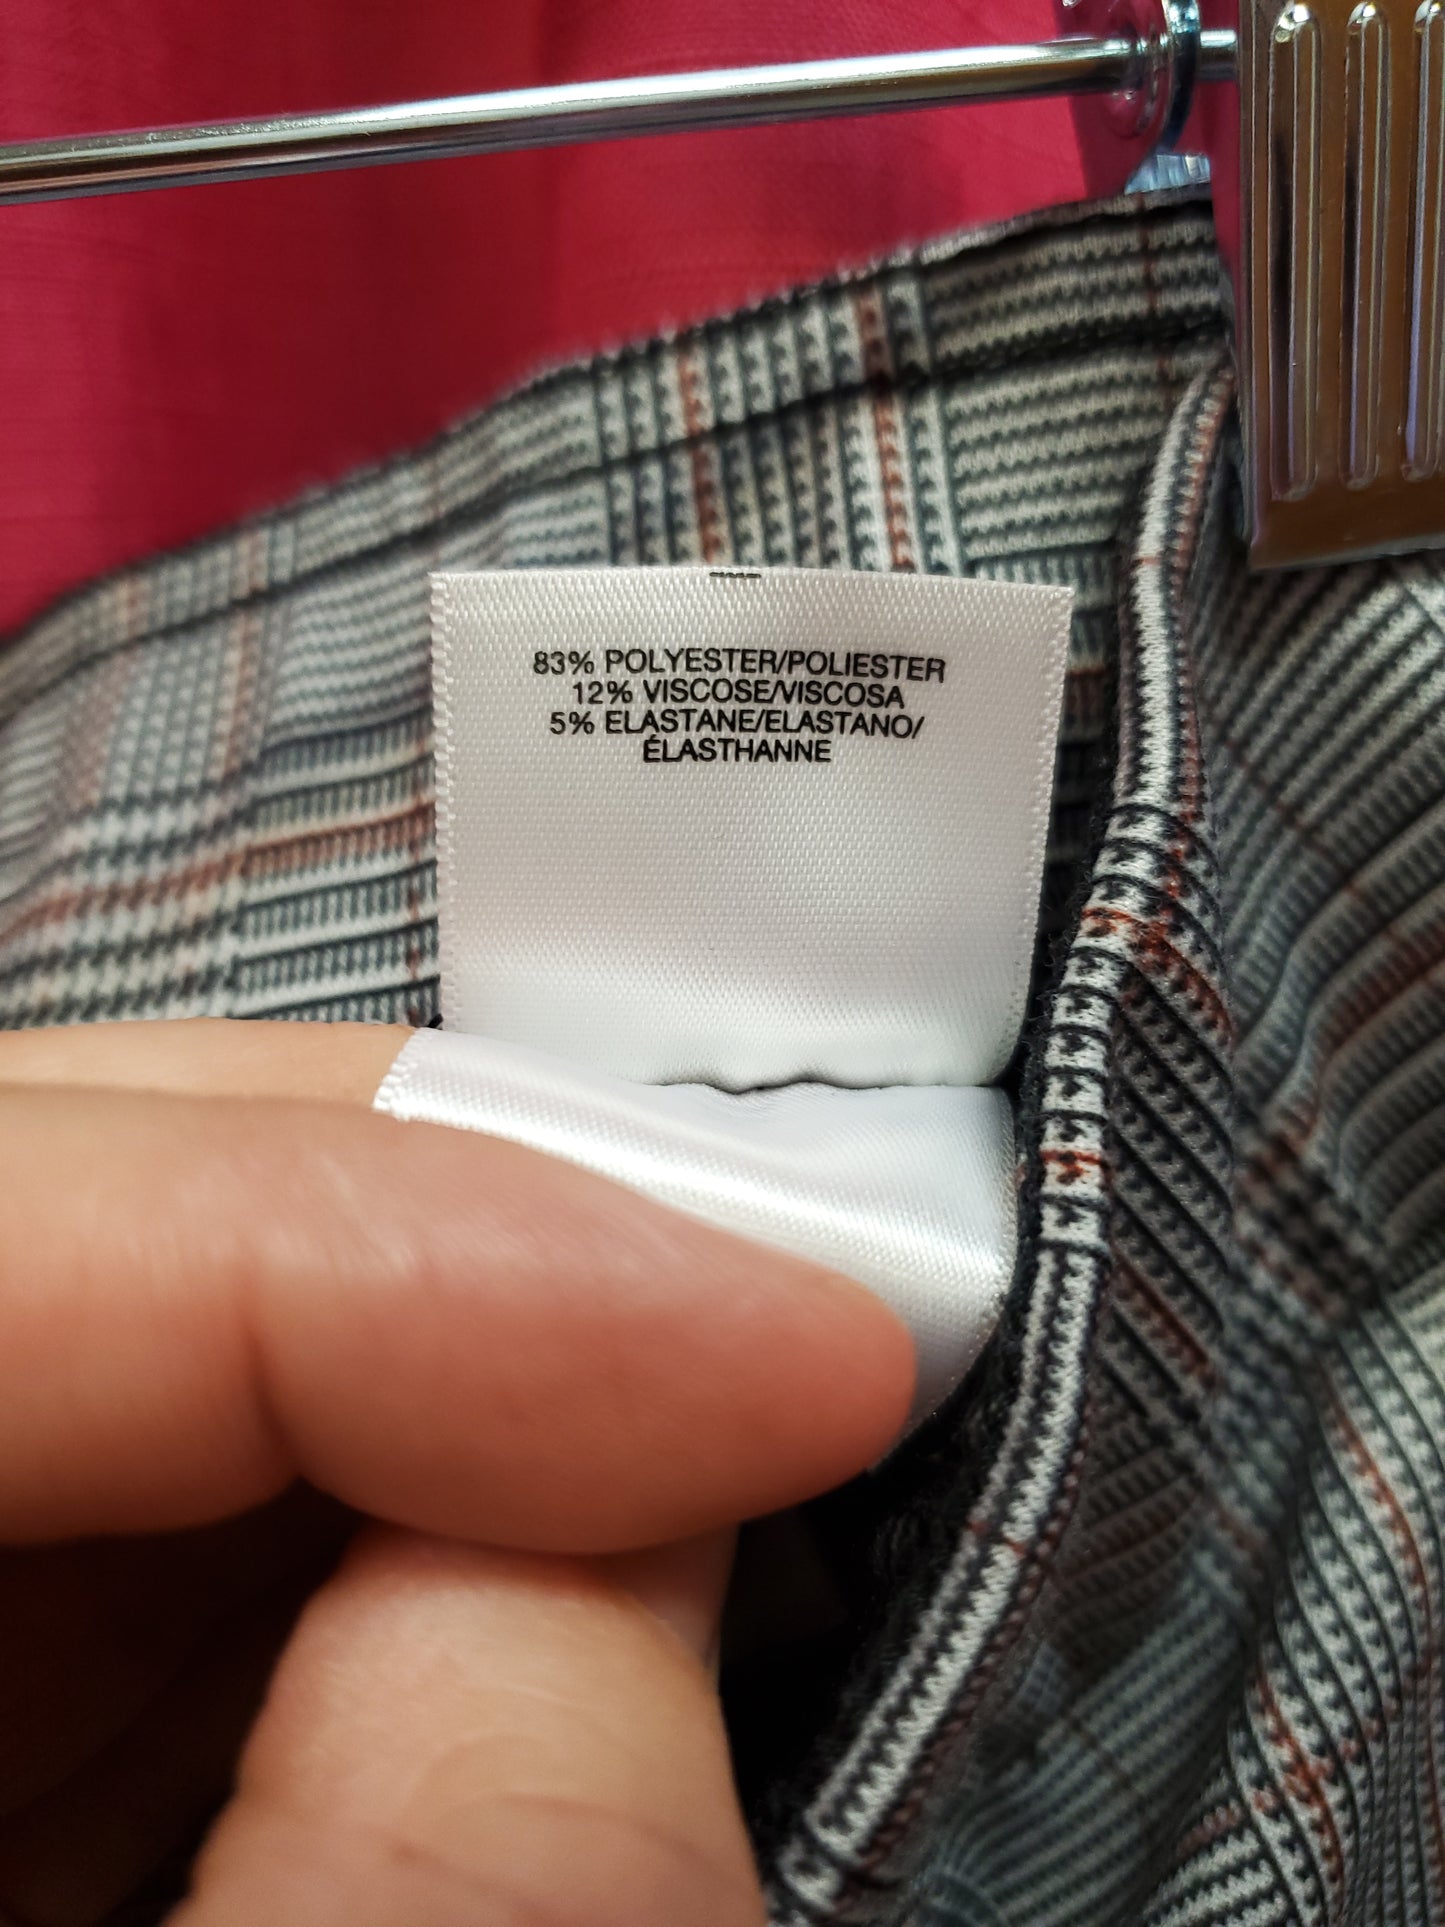 83% POLYESTER/POLIESTER
12% VISCOSE/VISCOSA
5% ELASTANE/ELASTANO/
ÉLASTHANNE